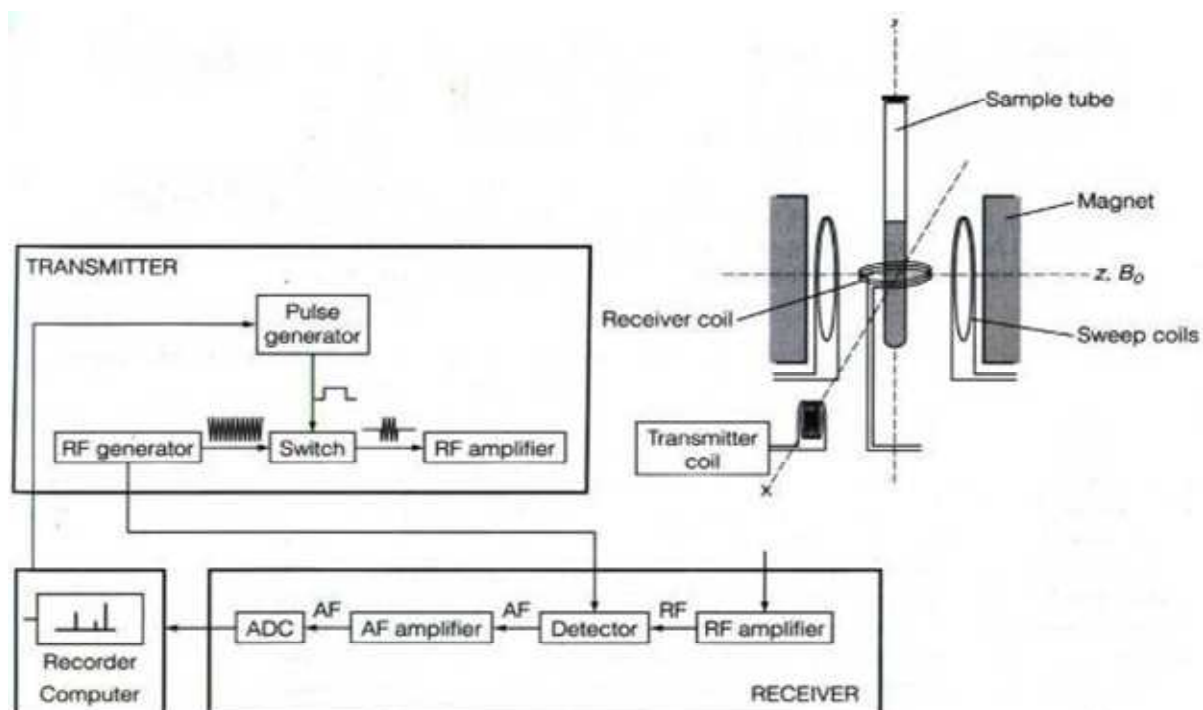 y
Sample tube
Magnet
z, B₀
Receiver coil
Sweep coils
Transmitter
coil
x
TRANSMITTER
Pulse
generator
RF generator
Switch
RF amplifier
AF
AF
RF
ADC
AF amplifier
Detector
RF amplifier
Recorder
Computer
RECEIVER